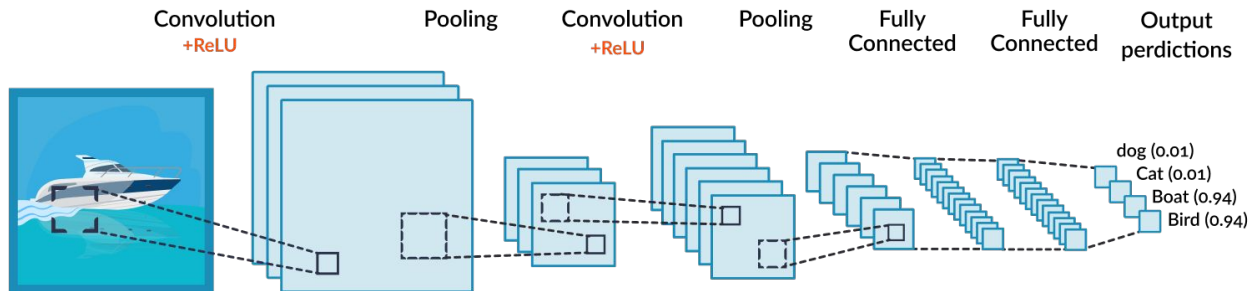 Convolution
+ReLU
Pooling
Convolution
+ReLU
Pooling
Fully
Connected
Fully
Connected
Output
perdictions
dog (0.01)
Cat (0.01)
Boat (0.94)
Bird (0.94)